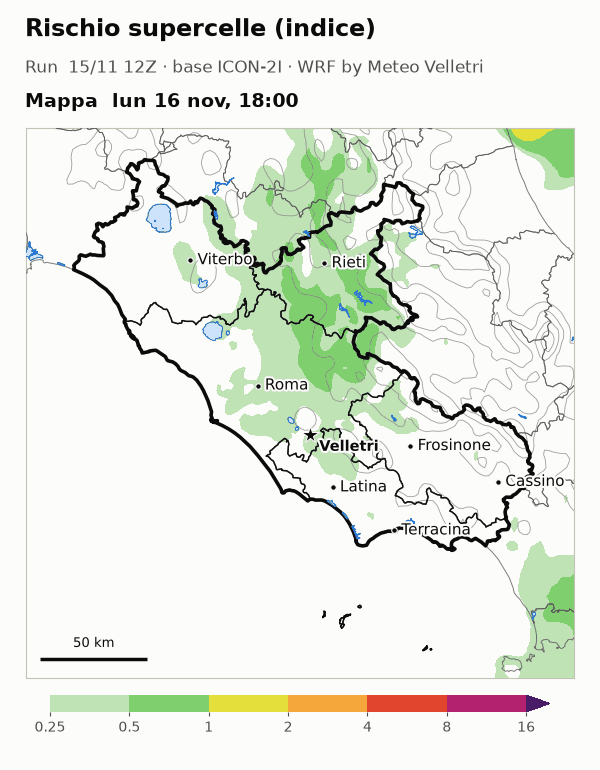 Rischio supercelle (indice)
Run 15/11 12Z · base ICON-2I · WRF by Meteo Velletri
Mappa lun 16 nov, 18:00
Viterbo
Rieti
Roma
Velletri
Frosinone
Cassino
Latina
Terracina
50 km
0.25 0.5 1 2 4 8 16